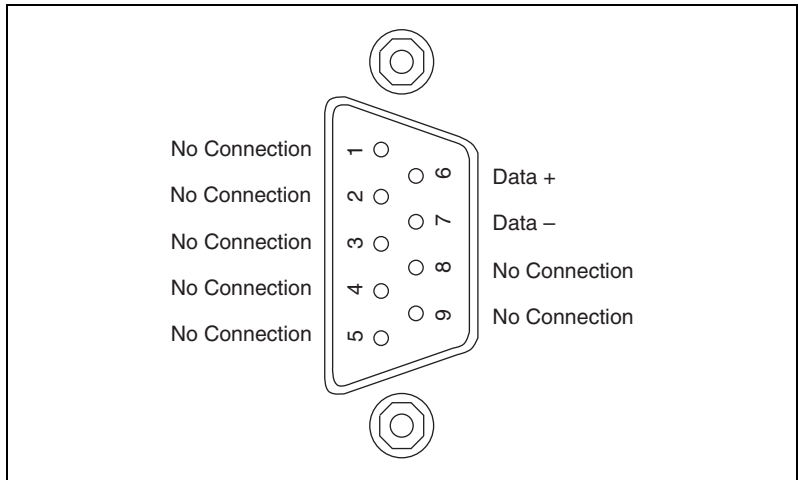 No Connection
No Connection
No Connection
No Connection
No Connection
1
2
3
4
5
6
7
8
9
Data +
Data –
No Connection
No Connection